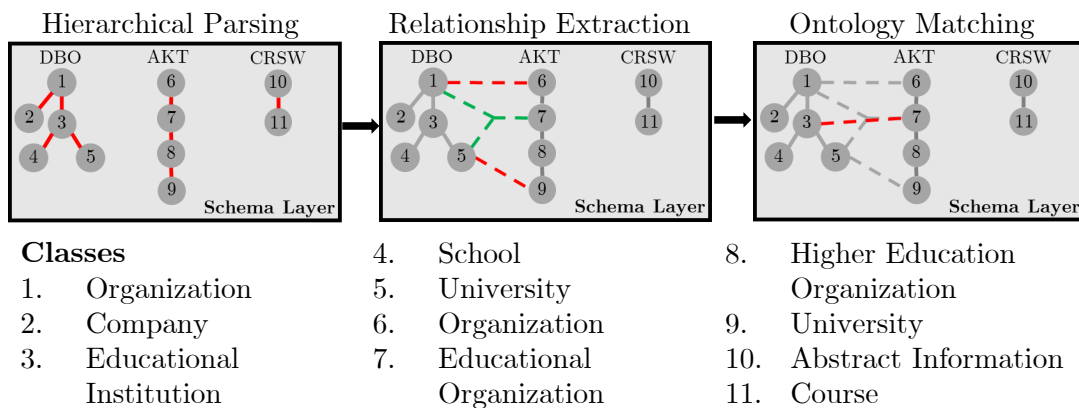 Hierarchical Parsing
DBO AKT CRSW
1 6 10
2 3 7 11
4 5 8
9
Schema Layer
Relationship Extraction
DBO AKT CRSW
1 6 10
2 3 7 11
4 5 8
9
Schema Layer
Ontology Matching
DBO AKT CRSW
1 6 10
2 3 7 11
4 5 8
9
Schema Layer
Classes
1. Organization
2. Company
3. Educational
Institution
4. School
5. University
6. Organization
7. Educational
Organization
8. Higher Education
Organization
9. University
10. Abstract Information
11. Course